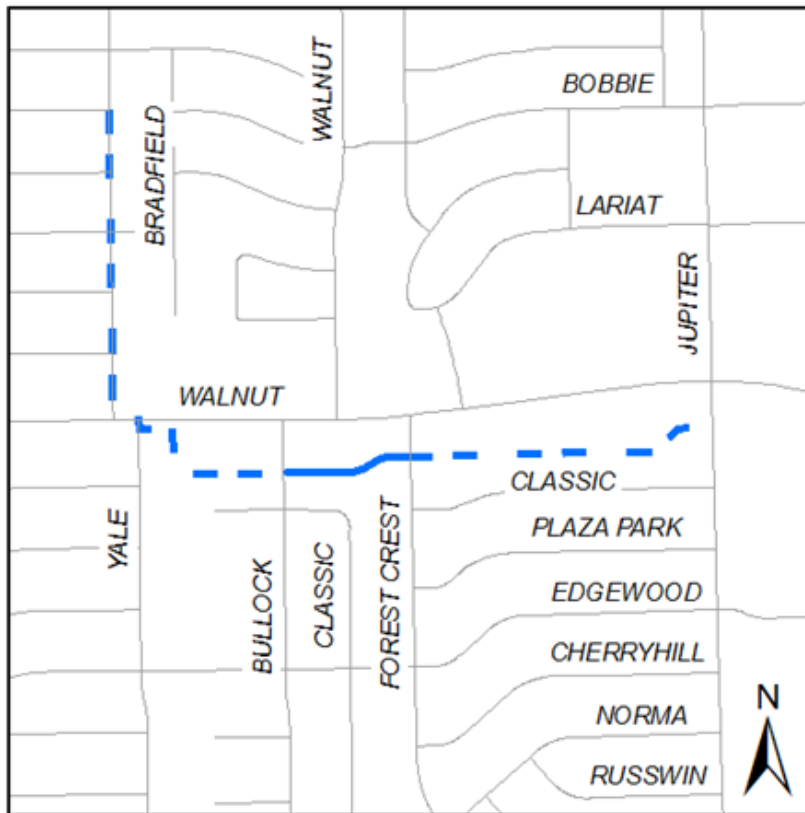 WALNUT
BOBBIE
BRADFIELD
LARIAT
JUPITER
WALNUT
CLASSIC
PLAZA PARK
YALE
BULLOCK
CLASSIC
FOREST CREST
EDGEWOOD
CHERRYHILL
N
NORMA
RUSSWIN